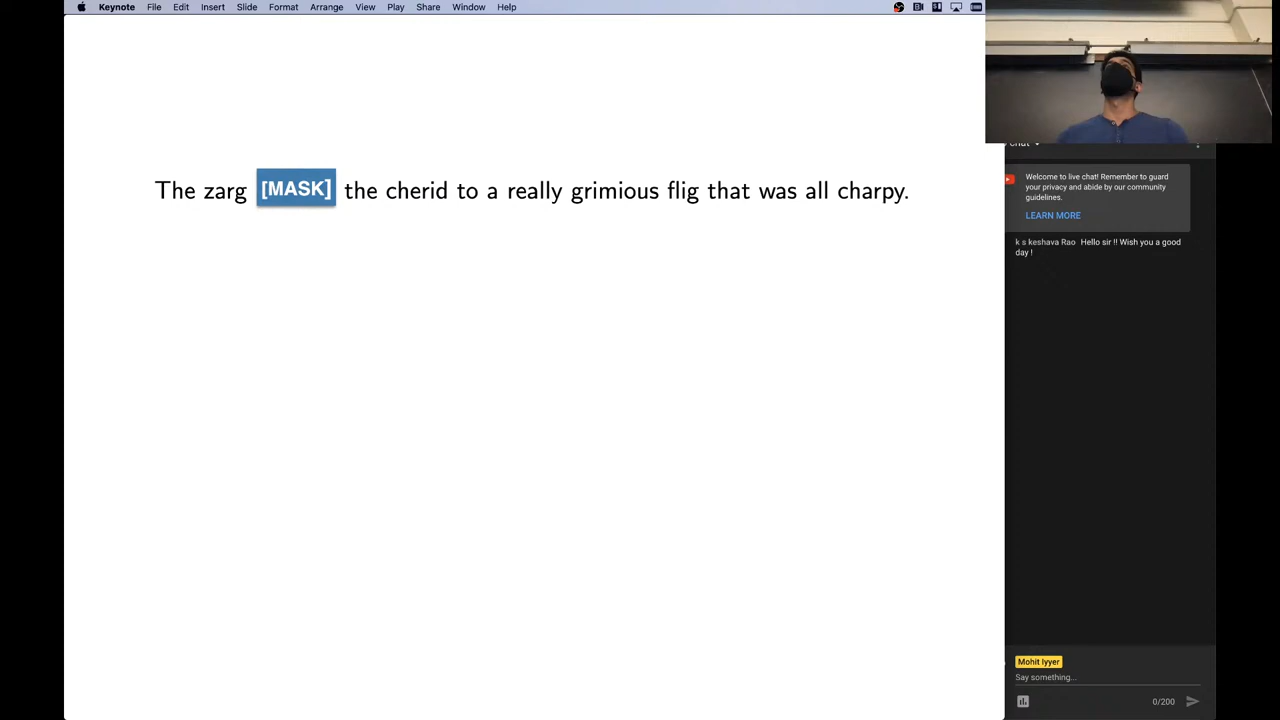 Keynote File Edit Insert Slide Format Arrange View Play Share Window Help
The zarg [MASK] the cherid to a really grimious flig that was all charpy.
Welcome to live chat! Remember to guard
your privacy and abide by our community
guidelines.
LEARN MORE
k s keshava Rao Hello sir !! Wish you a good
day !
Mohit Iyyer
Say something...
0/200